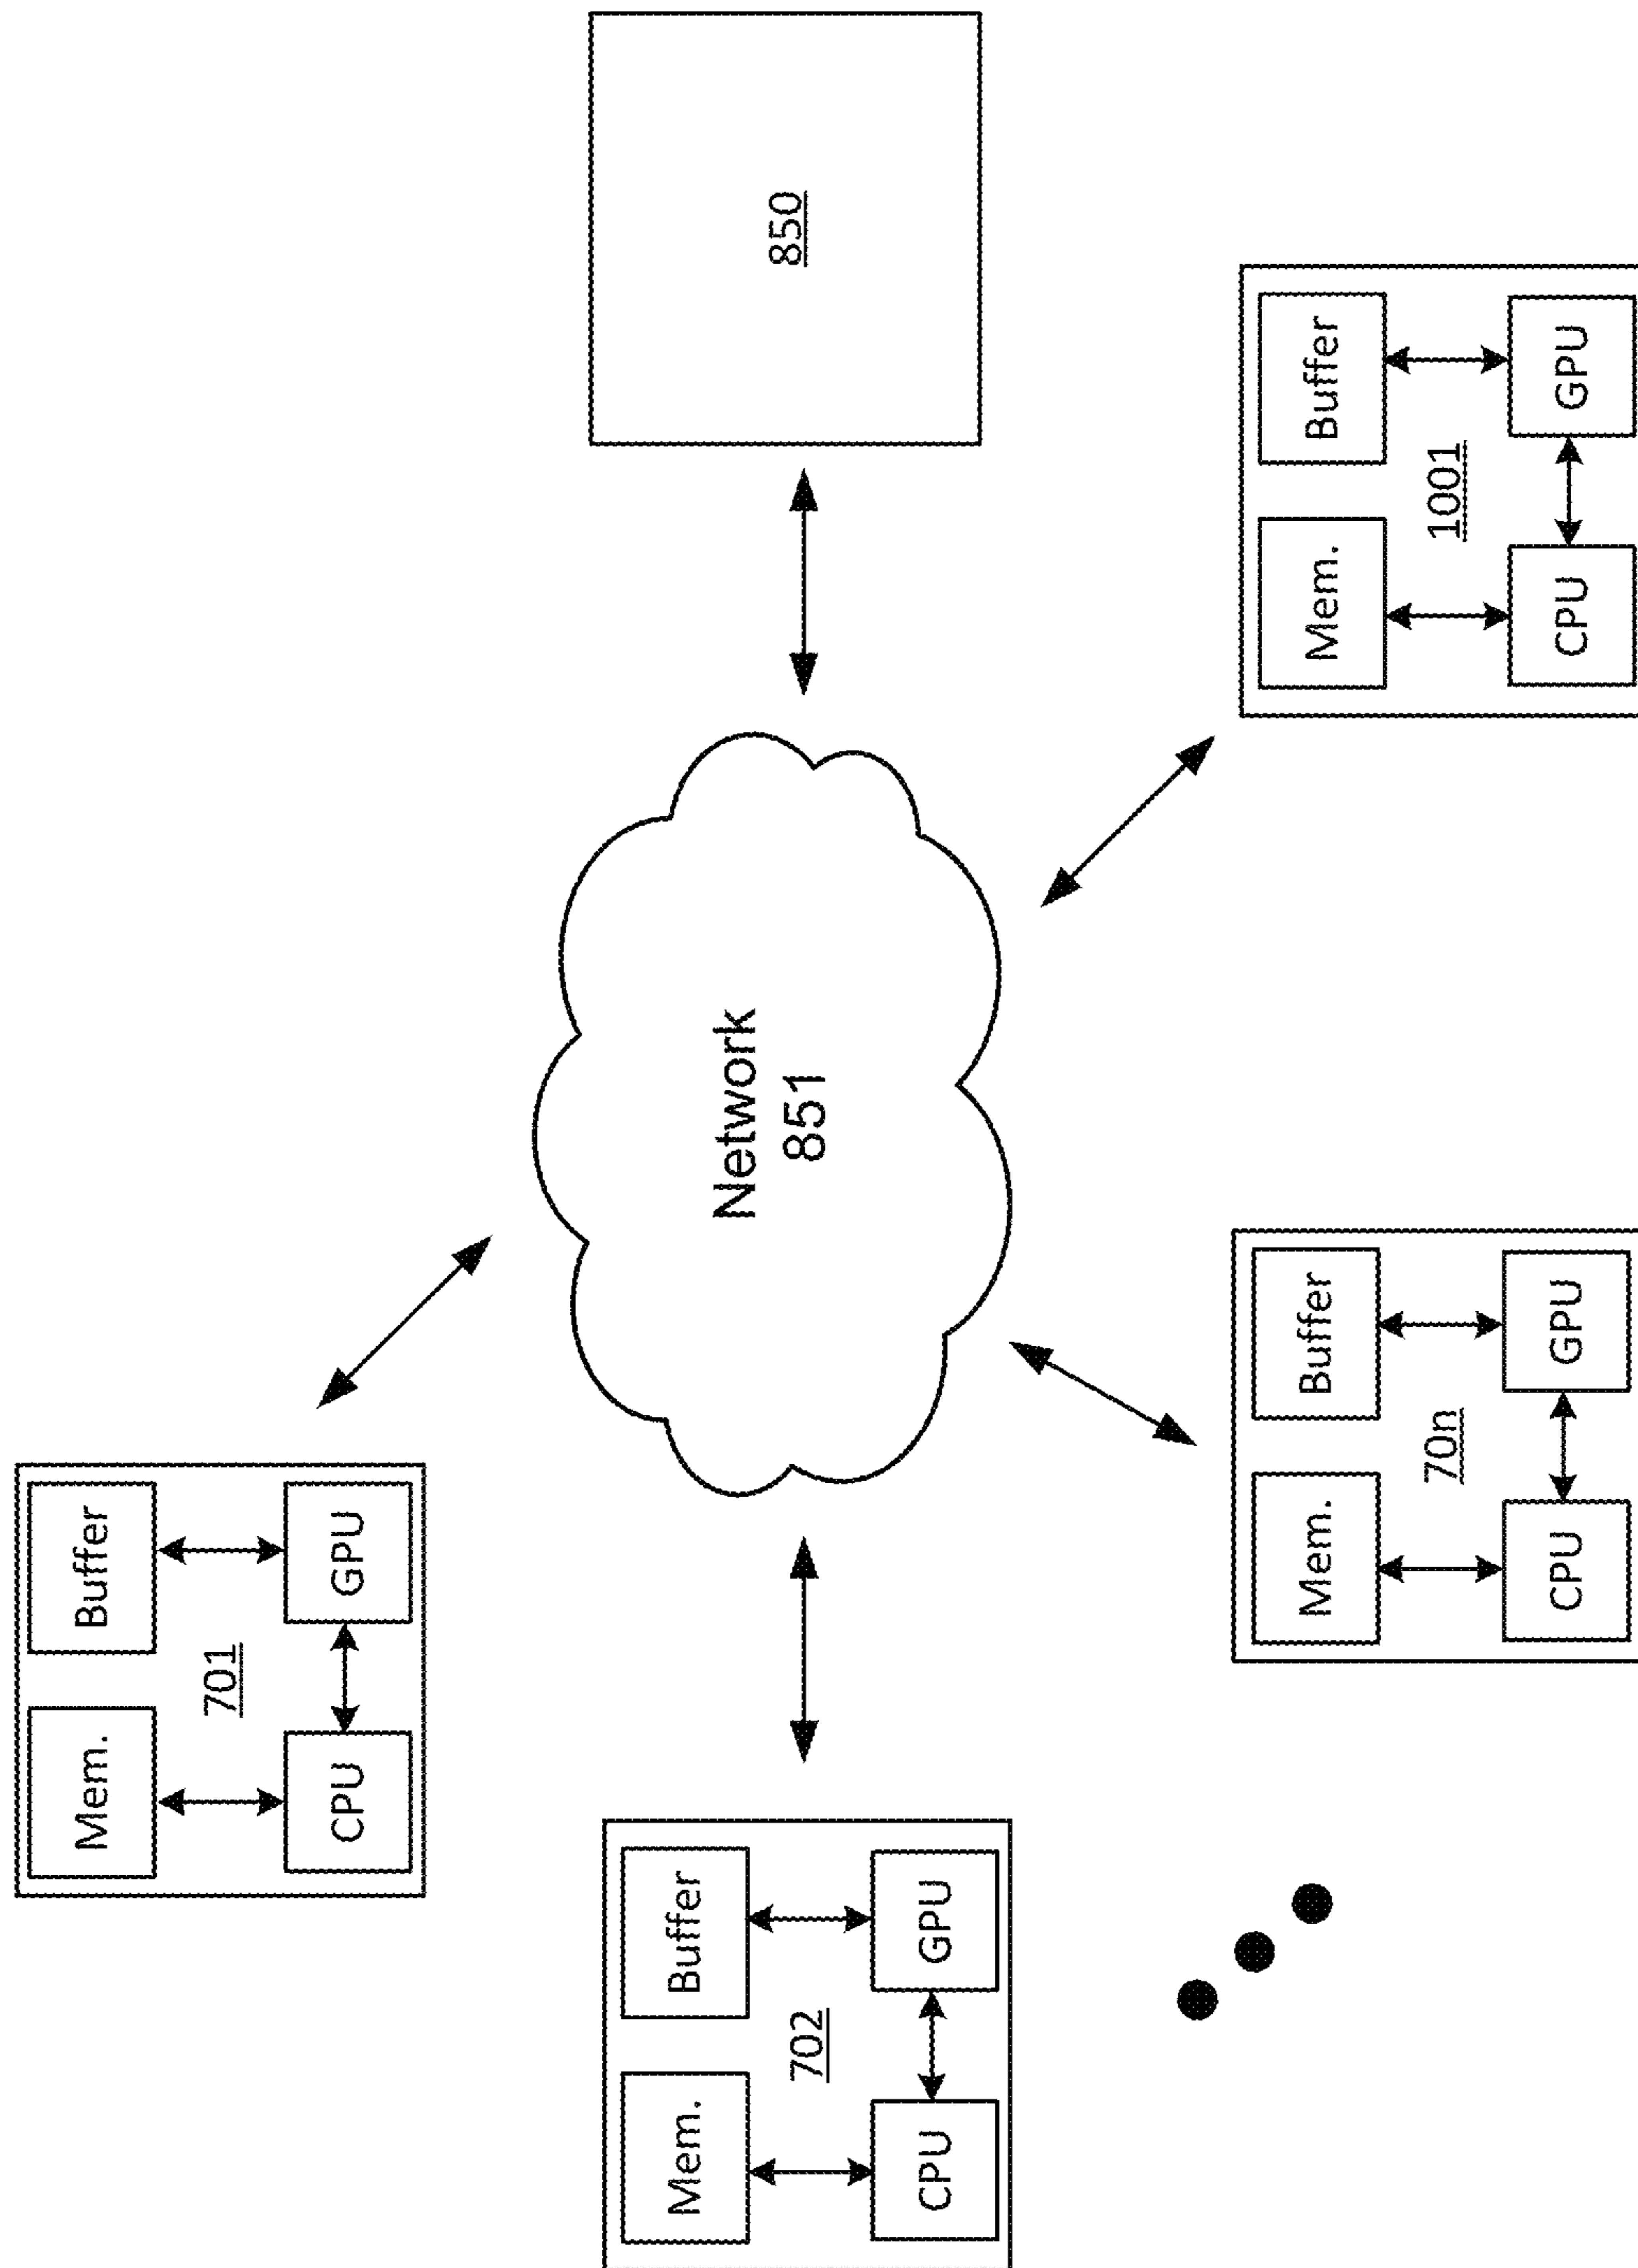 Mem.
Buffer
701
CPU
GPU
Mem.
Buffer
702
CPU
GPU
Network
851
850
Mem.
Buffer
70n
CPU
GPU
Mem.
Buffer
1001
CPU
GPU